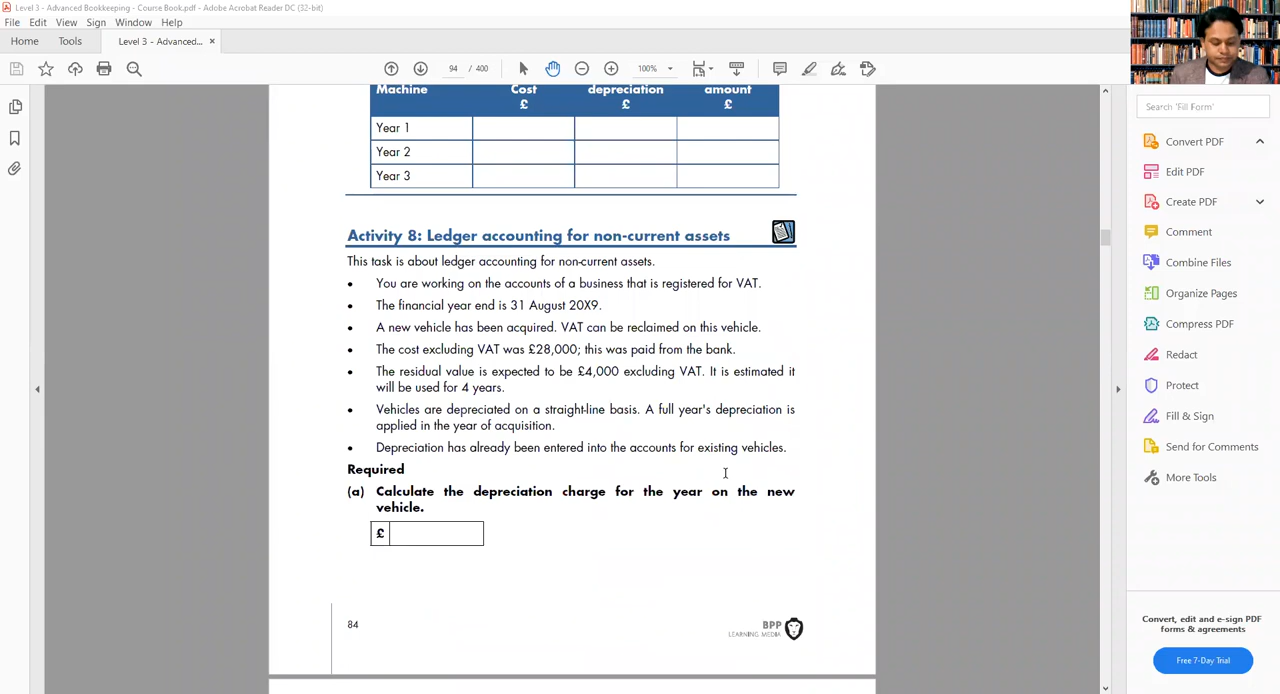 Level 3 - Advanced Bookkeeping - Course Book.pdf - Adobe Acrobat Reader DC (32-bit)
File Edit View Sign Window Help
Home Tools Level 3 - Advanced... ×
94 / 400 100%
Machine Cost depreciation amount
£ £ £
Year 1
Year 2
Year 3
Activity 8: Ledger accounting for non-current assets
This task is about ledger accounting for non-current assets.
• You are working on the accounts of a business that is registered for VAT.
• The financial year end is 31 August 20X9.
• A new vehicle has been acquired. VAT can be reclaimed on this vehicle.
• The cost excluding VAT was £28,000; this was paid from the bank.
• The residual value is expected to be £4,000 excluding VAT. It is estimated it
will be used for 4 years.
• Vehicles are depreciated on a straight-line basis. A full year's depreciation is
applied in the year of acquisition.
• Depreciation has already been entered into the accounts for existing vehicles.
Required
(a) Calculate the depreciation charge for the year on the new
vehicle.
£
84
BPP
LEARNING MEDIA
Search 'Fill Form'
Convert PDF
Edit PDF
Create PDF
Comment
Combine Files
Organize Pages
Compress PDF
Redact
Protect
Fill & Sign
Send for Comments
More Tools
Convert, edit and e-sign PDF
forms & agreements
Free 7-Day Trial